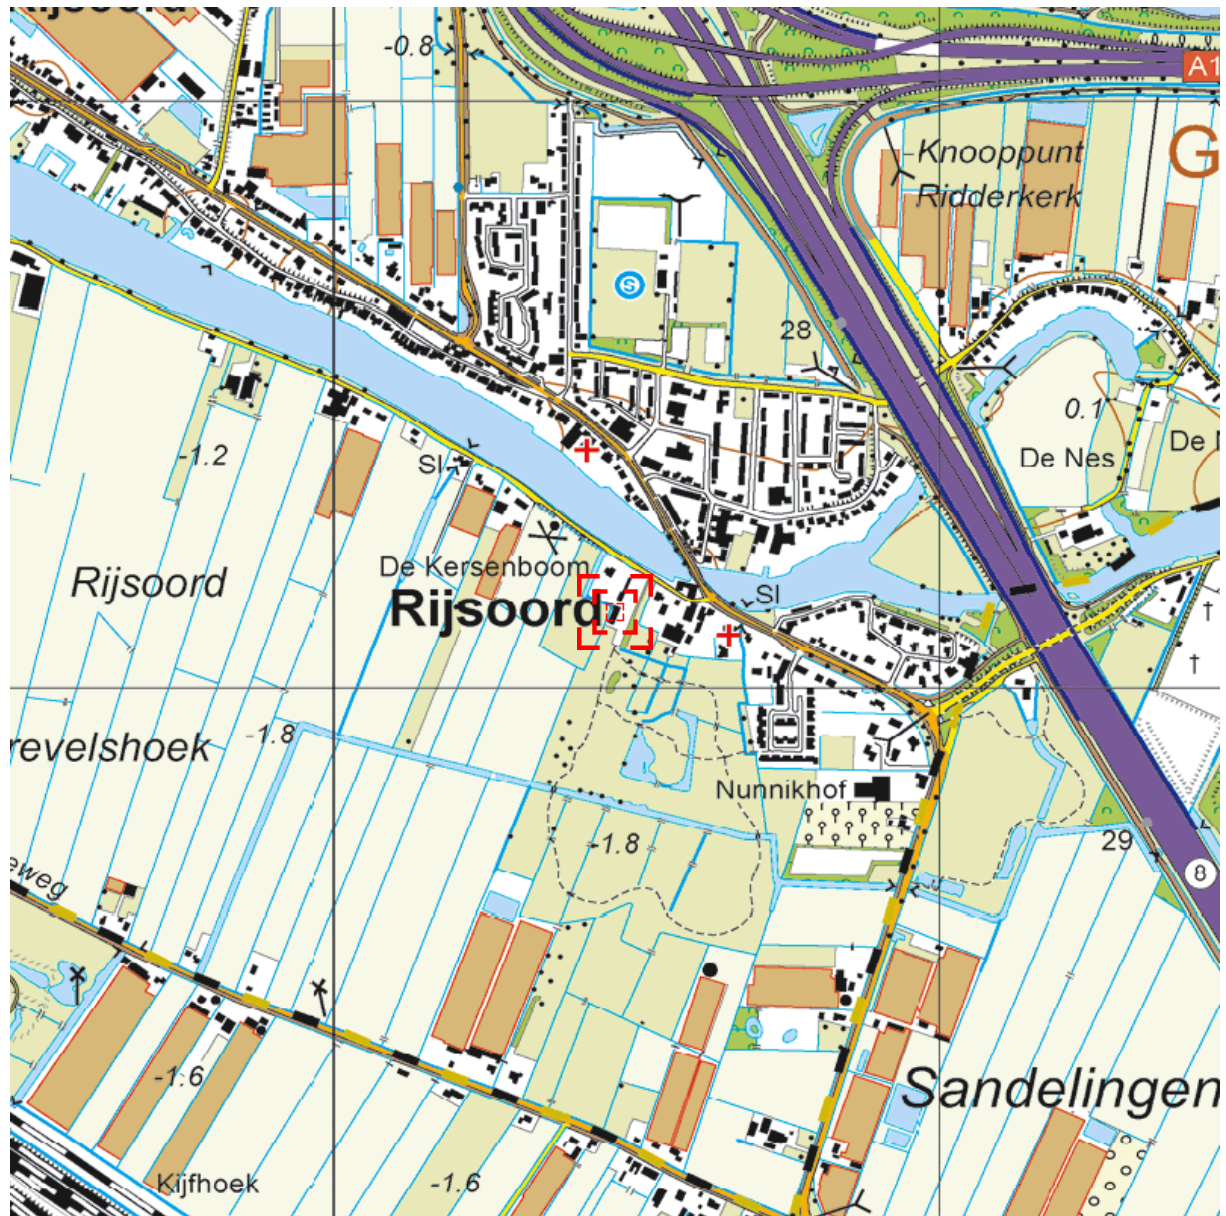 -0.8
A1
Knooppunt
Ridderkerk
G
S
28
0.1
De Nes
De
-1.2
Sl
De Kersenboom
Rijsoord
Rijsoord
Sl
revelshoek
-1.8
Nunnikhof
-1.8
29
8
eweg
-1.6
Sandelingen
Kijfhoek
-1.6